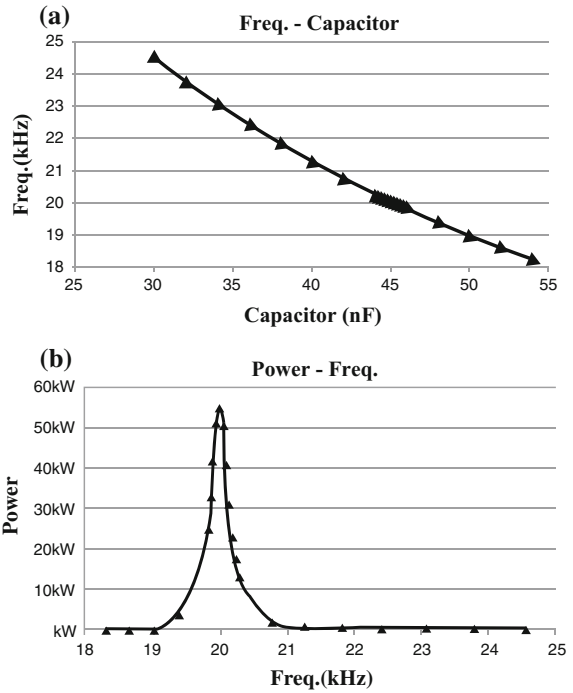 (a)
Freq. - Capacitor
Freq.(kHz)
25
24
23
22
21
20
19
18
25 30 35 40 45 50 55
Capacitor (nF)
(b)
Power - Freq.
Power
60kW
50kW
40kW
30kW
20kW
10kW
kW
18 19 20 21 22 23 24 25
Freq.(kHz)